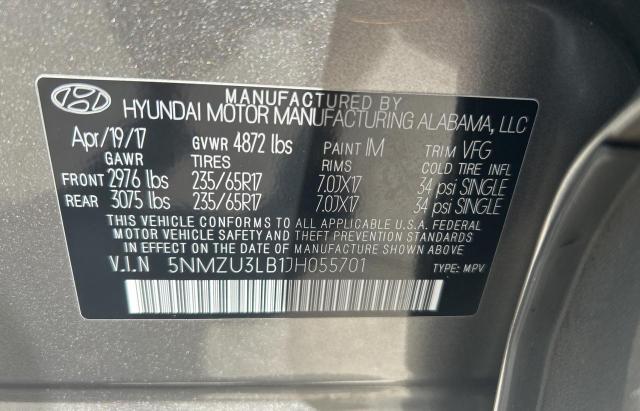 MANUFACTURED BY
HYUNDAI MOTOR MANUFACTURING ALABAMA, LLC
Apr/19/17 GVWR 4872 lbs PAINT IM TRIM VFG
GAWR TIRES RIMS COLD TIRE INFL
FRONT 2976 lbs 235/65R17 7.0JX17 34 psi SINGLE
REAR 3075 lbs 235/65R17 7.0JX17 34 psi SINGLE
THIS VEHICLE CONFORMS TO ALL APPLICABLE U.S.A. FEDERAL
MOTOR VEHICLE SAFETY AND THEFT PREVENTION STANDARDS
IN EFFECT ON THE DATE OF MANUFACTURE SHOWN ABOVE
V.I.N 5NMZU3LB1JH055701 TYPE: MPV